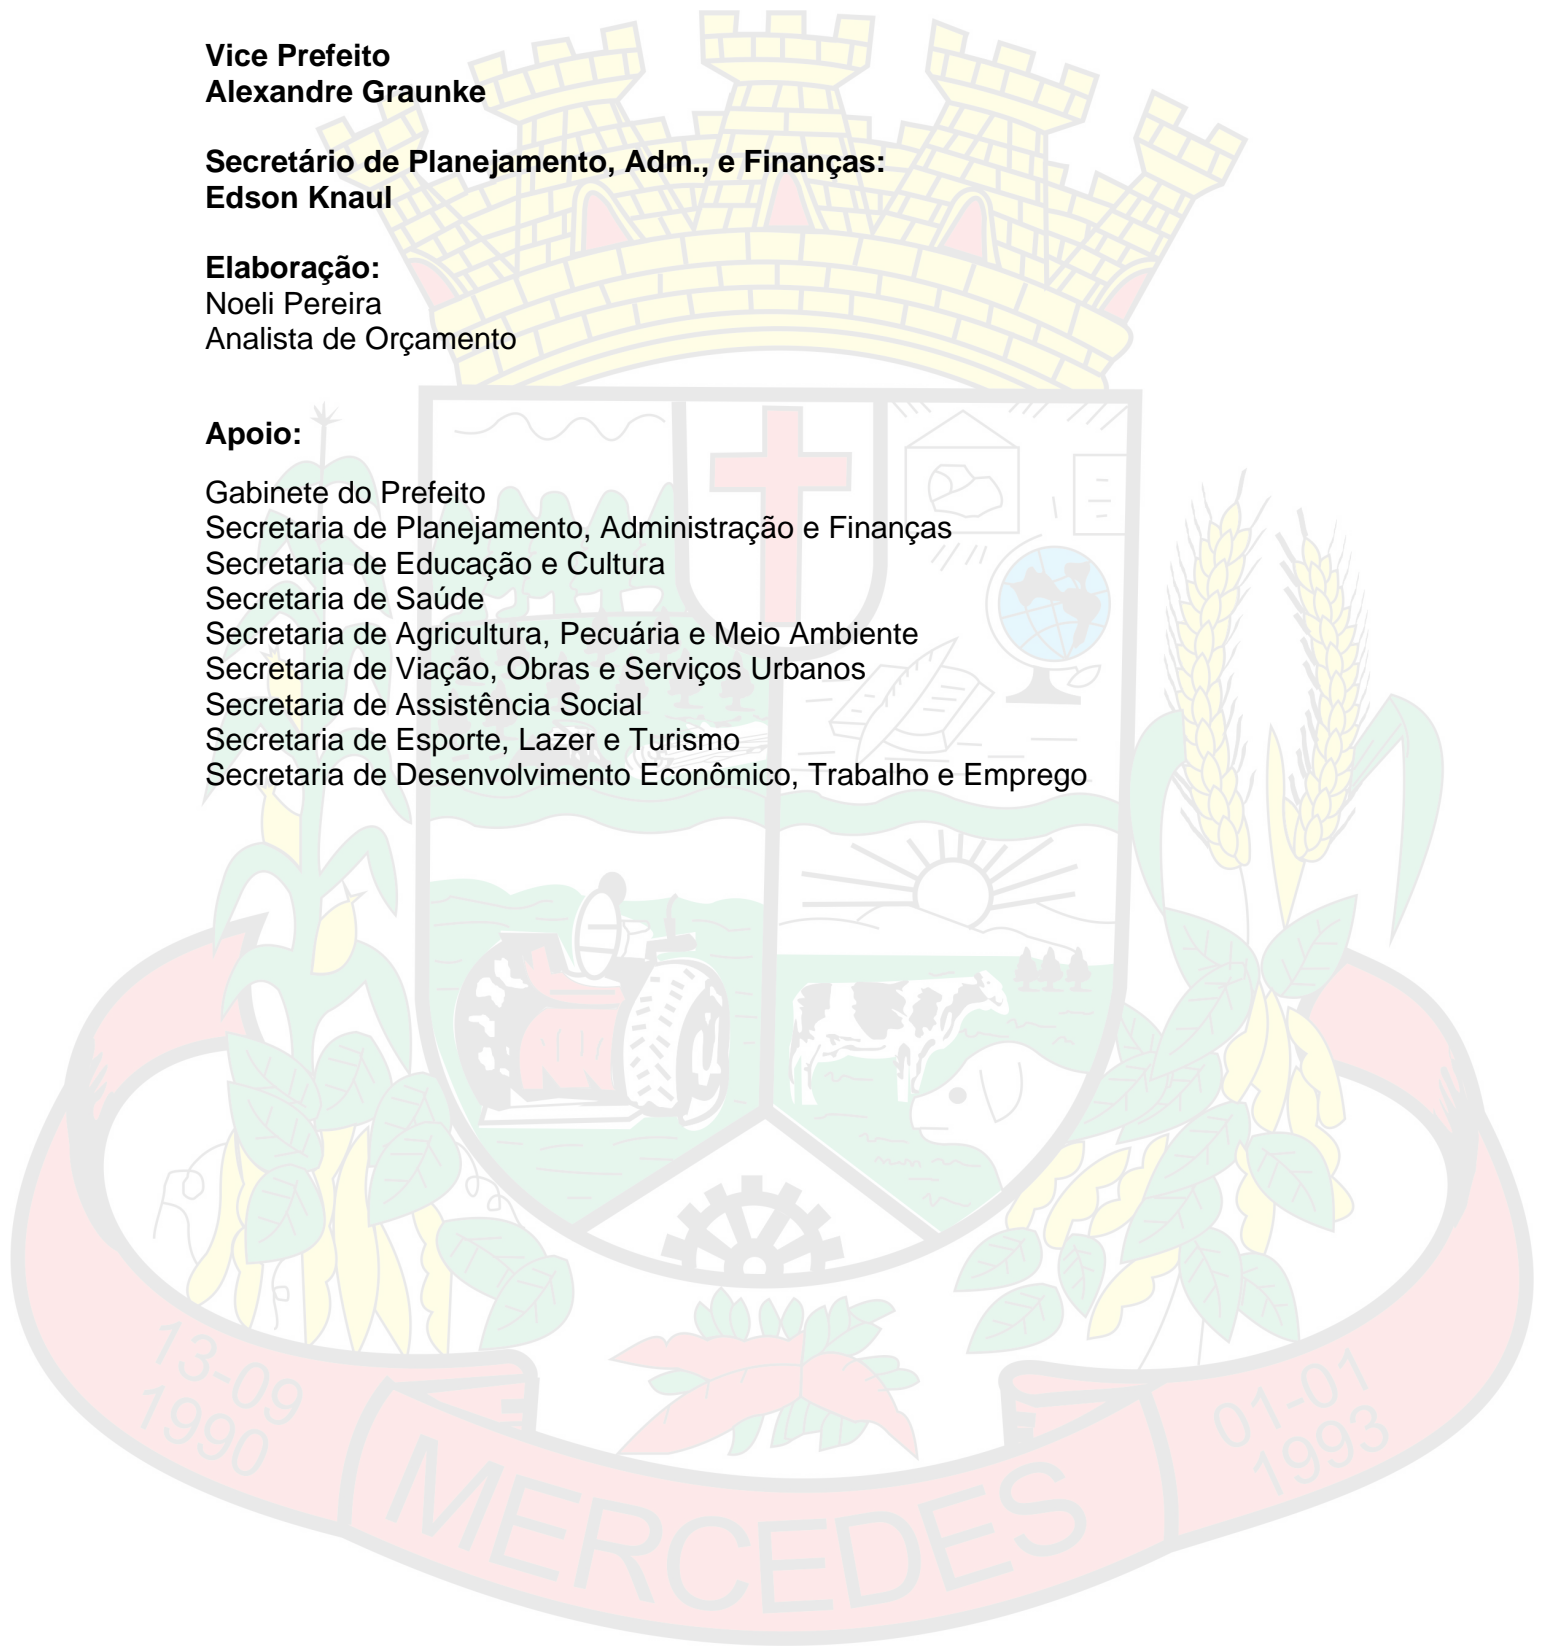 Vice Prefeito
Alexandre Graunke
Secretário de Planejamento, Adm., e Finanças:
Edson Knaul
Elaboração:
Noeli Pereira
Analista de Orçamento
Apoio:
Gabinete do Prefeito
Secretaria de Planejamento, Administração e Finanças
Secretaria de Educação e Cultura
Secretaria de Saúde
Secretaria de Agricultura, Pecuária e Meio Ambiente
Secretaria de Viação, Obras e Serviços Urbanos
Secretaria de Assistência Social
Secretaria de Esporte, Lazer e Turismo
Secretaria de Desenvolvimento Econômico, Trabalho e Emprego
13-09
1990
MERCEDES
01-01
1993